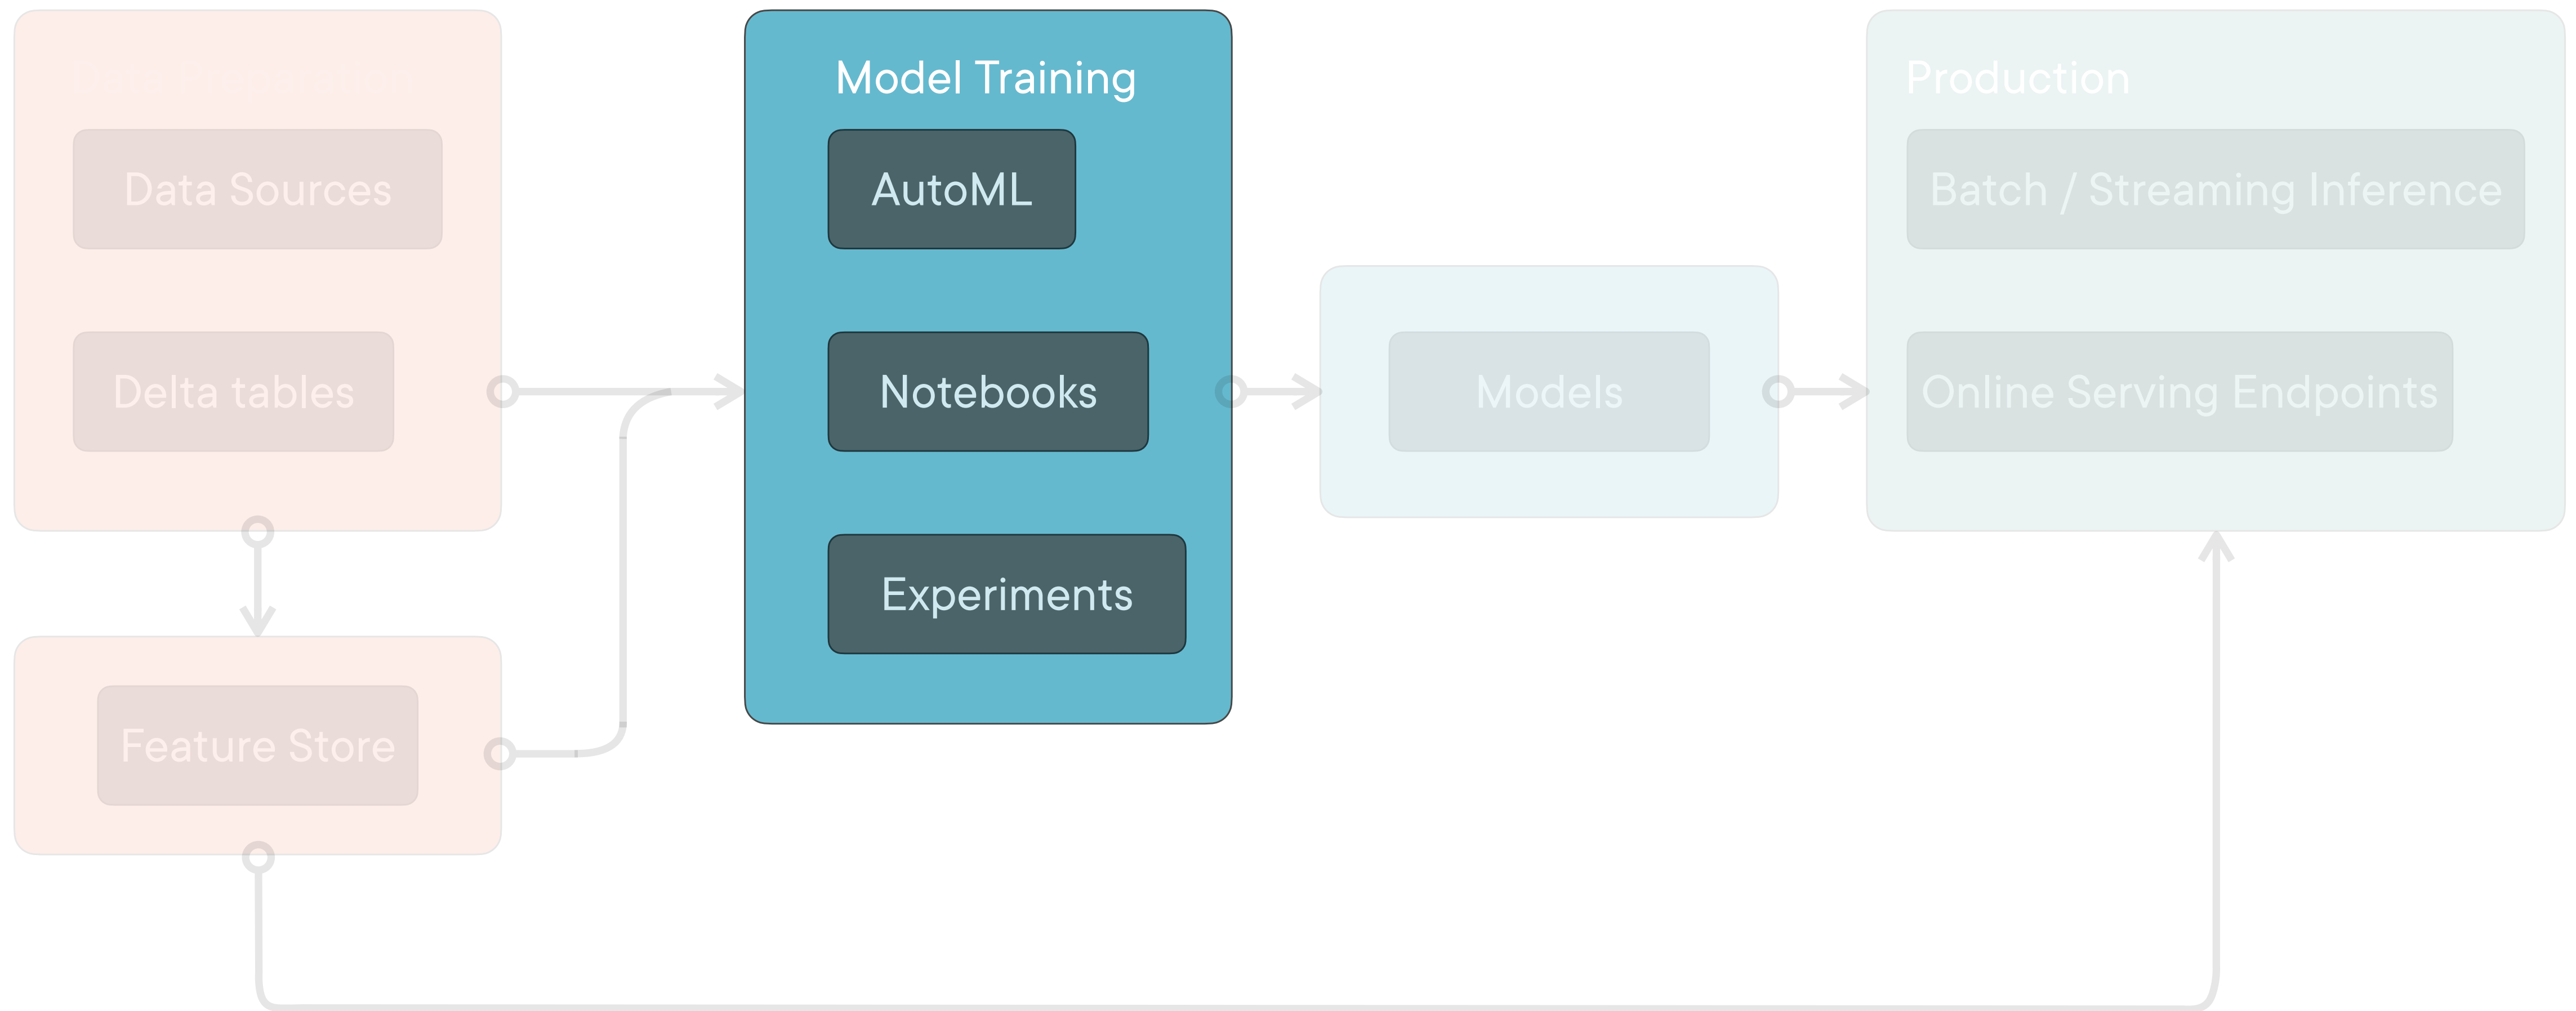 Data Sources
Delta tables
Feature Store
Model Training
AutoML
Notebooks
Experiments
Models
Production
Batch / Streaming Inference
Online Serving Endpoints